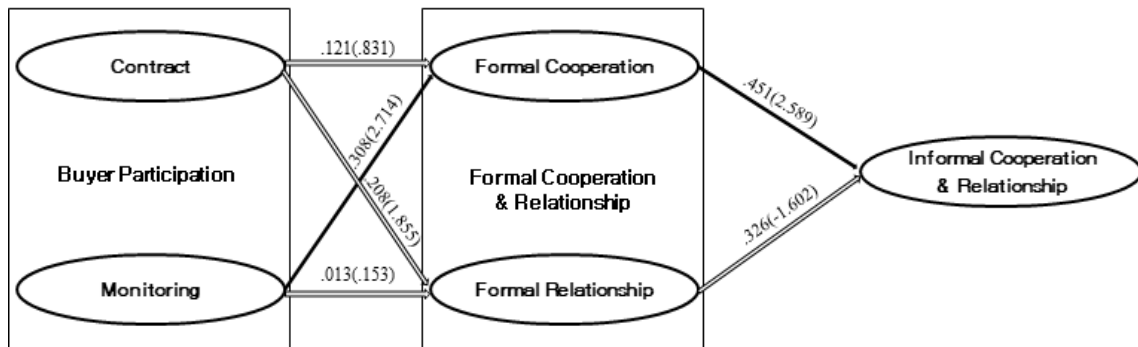 .121(.831)
Contract
Formal Cooperation
.451(2.589)
.308(2.714)
Buyer Participation
Formal Cooperation
& Relationship
Informal Cooperation
& Relationship
.208(1.855)
.326(-1.602)
.013(.153)
Monitoring
Formal Relationship